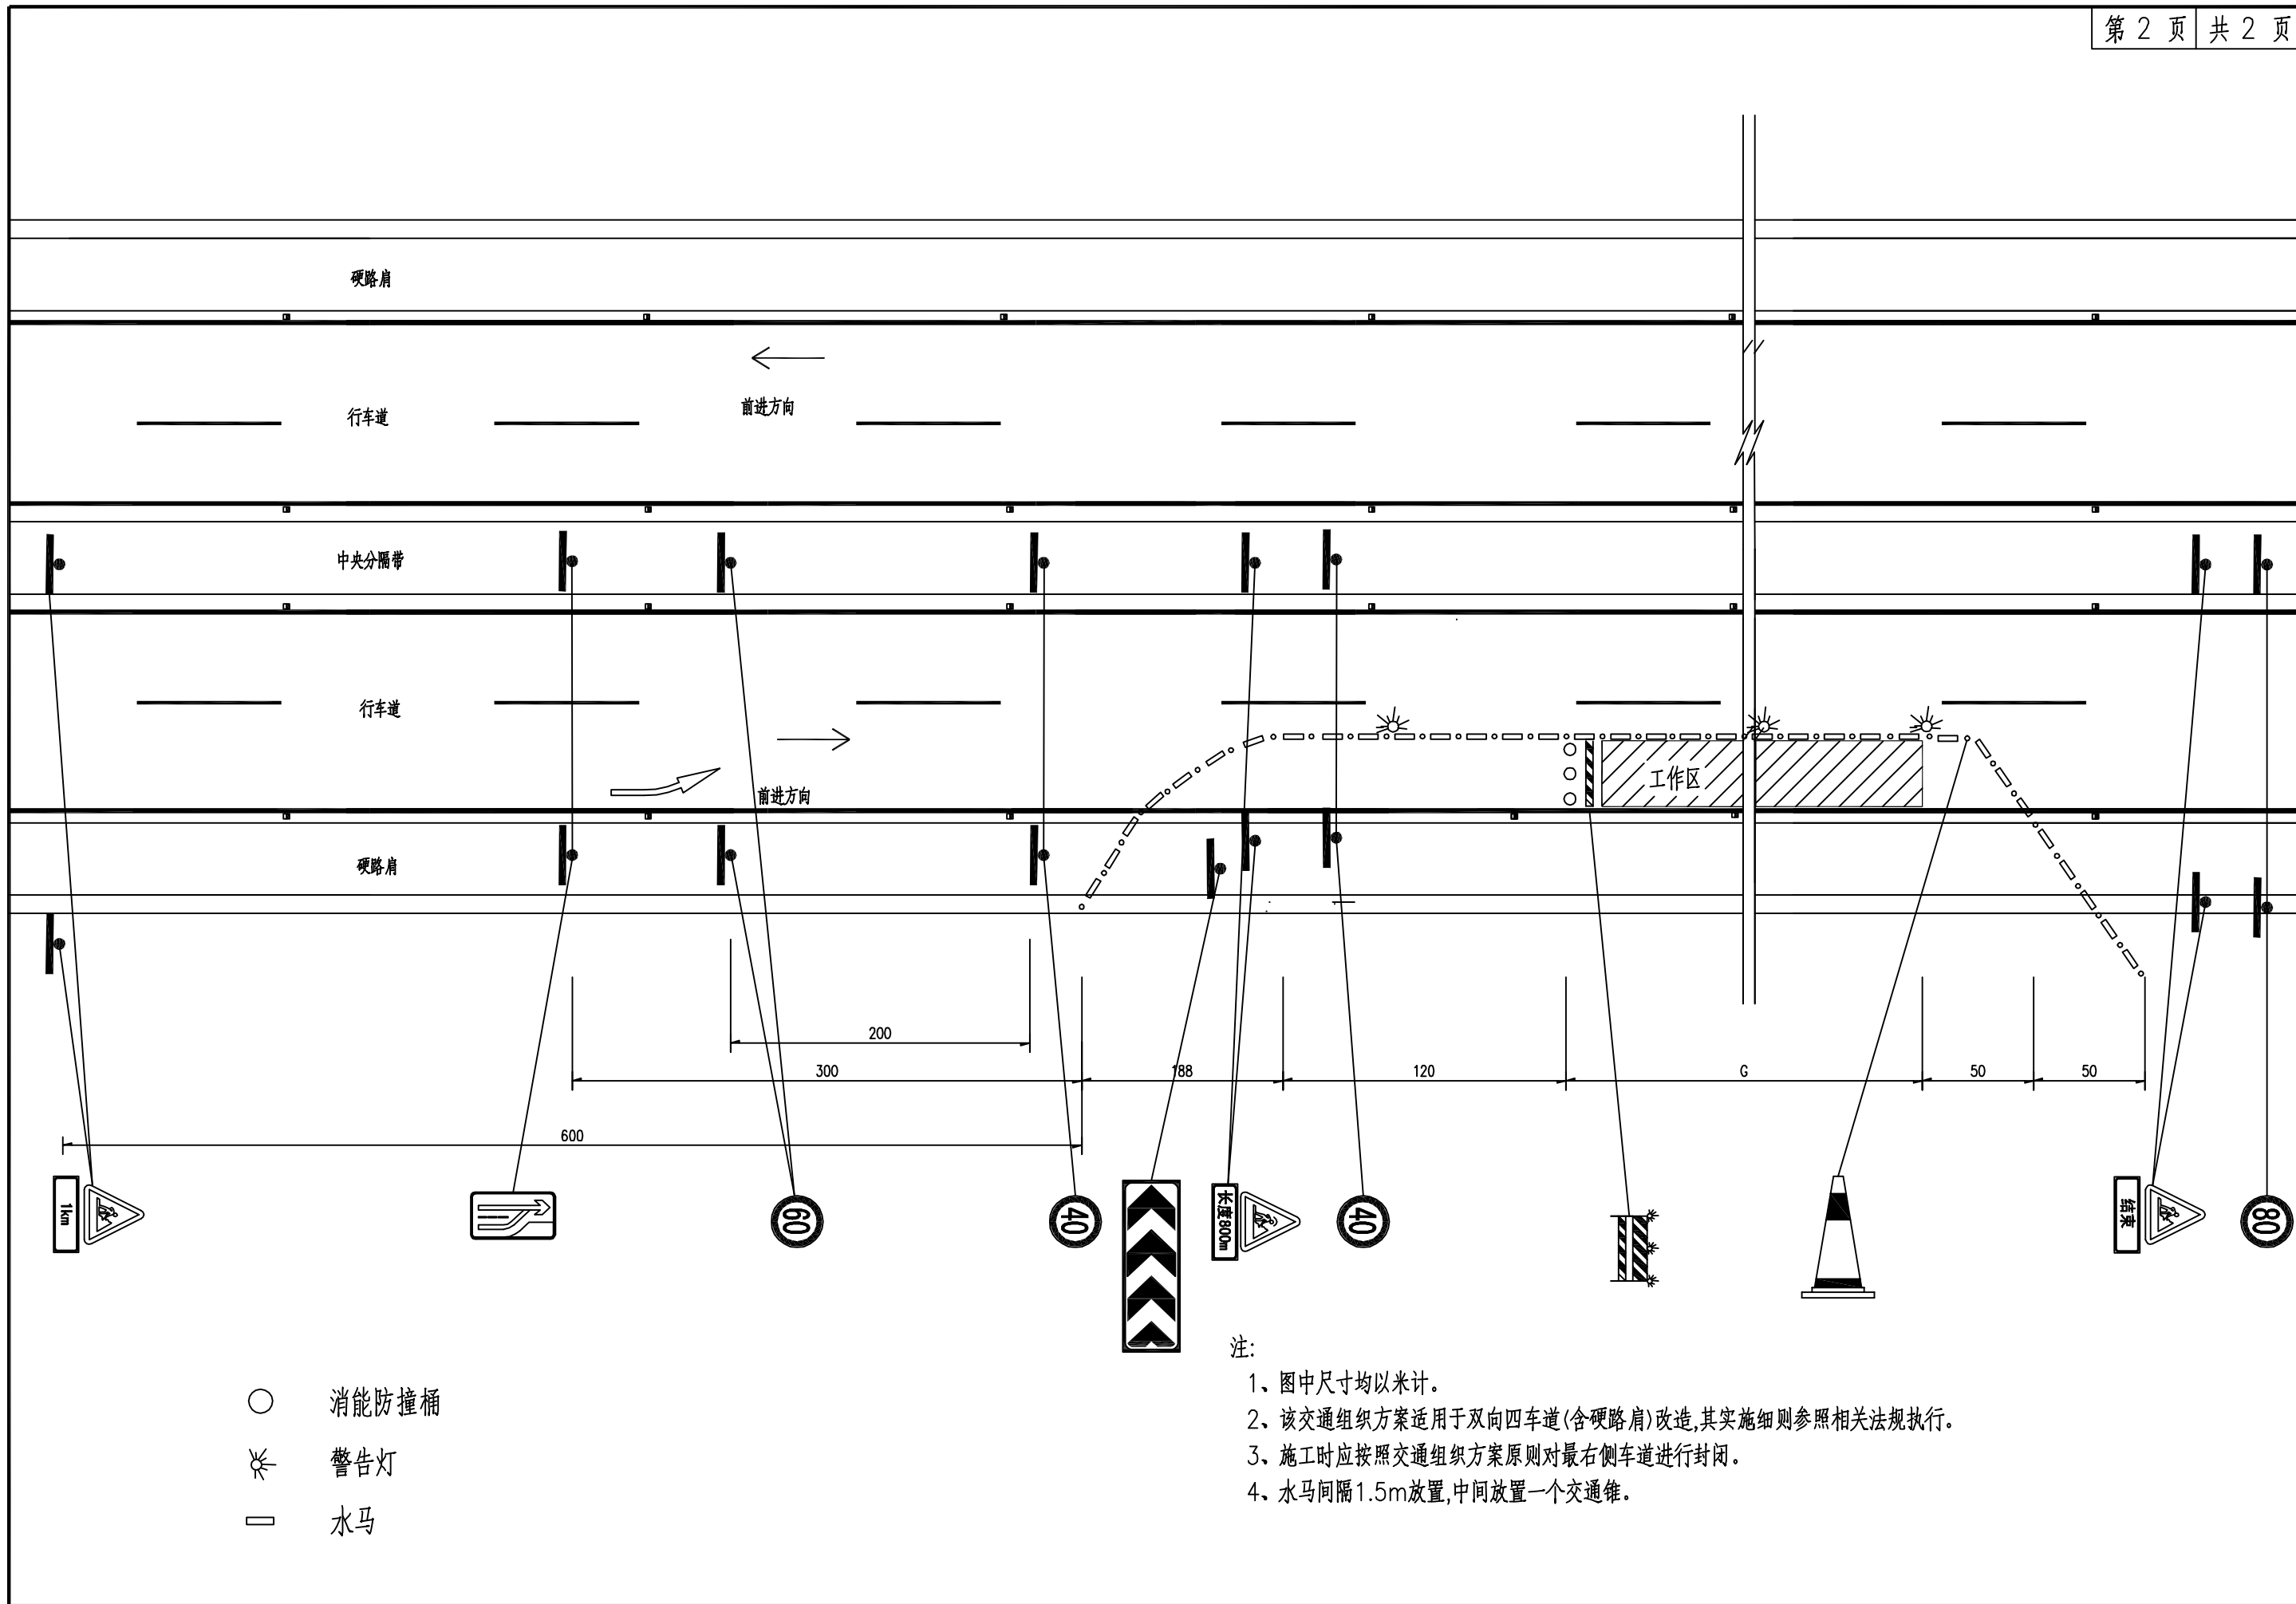 第 2 页 共 2 页
硬路肩
前进方向
行车道
中央分隔带
行车道
工作区
前进方向
硬路肩
200
300
188
120
G
50
50
600
1km
60
40
长度800m
40
结束
80
注:
1、图中尺寸均以米计。
2、该交通组织方案适用于双向四车道(含硬路肩)改造,其实施细则参照相关法规执行。
3、施工时应按照交通组织方案原则对最右侧车道进行封闭。
4、水马间隔1.5m放置,中间放置一个交通锥。
消能防撞桶
警告灯
水马